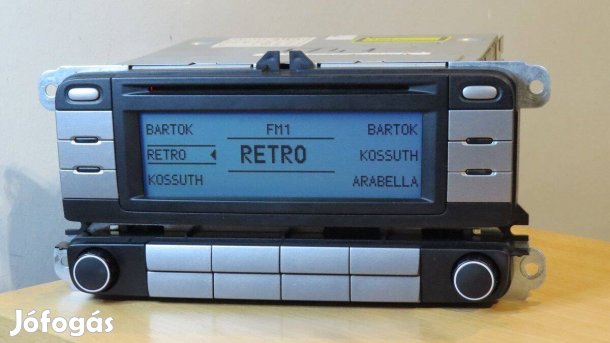 BARTOK FM1 BARTOK
RETRO RETRO KOSSUTH
KOSSUTH ARABELLA
Jófogás